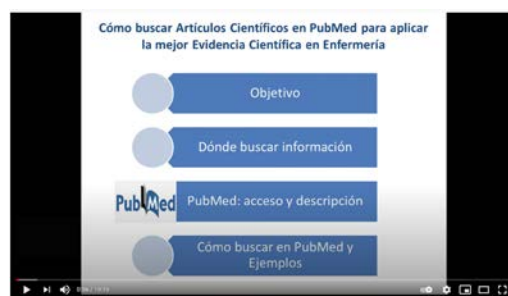 Cómo buscar Artículos Científicos en PubMed para aplicar
la mejor Evidencia Científica en Enfermería
Objetivo
Dónde buscar información
PubMed
PubMed: acceso y descripción
Cómo buscar en PubMed y
Ejemplos